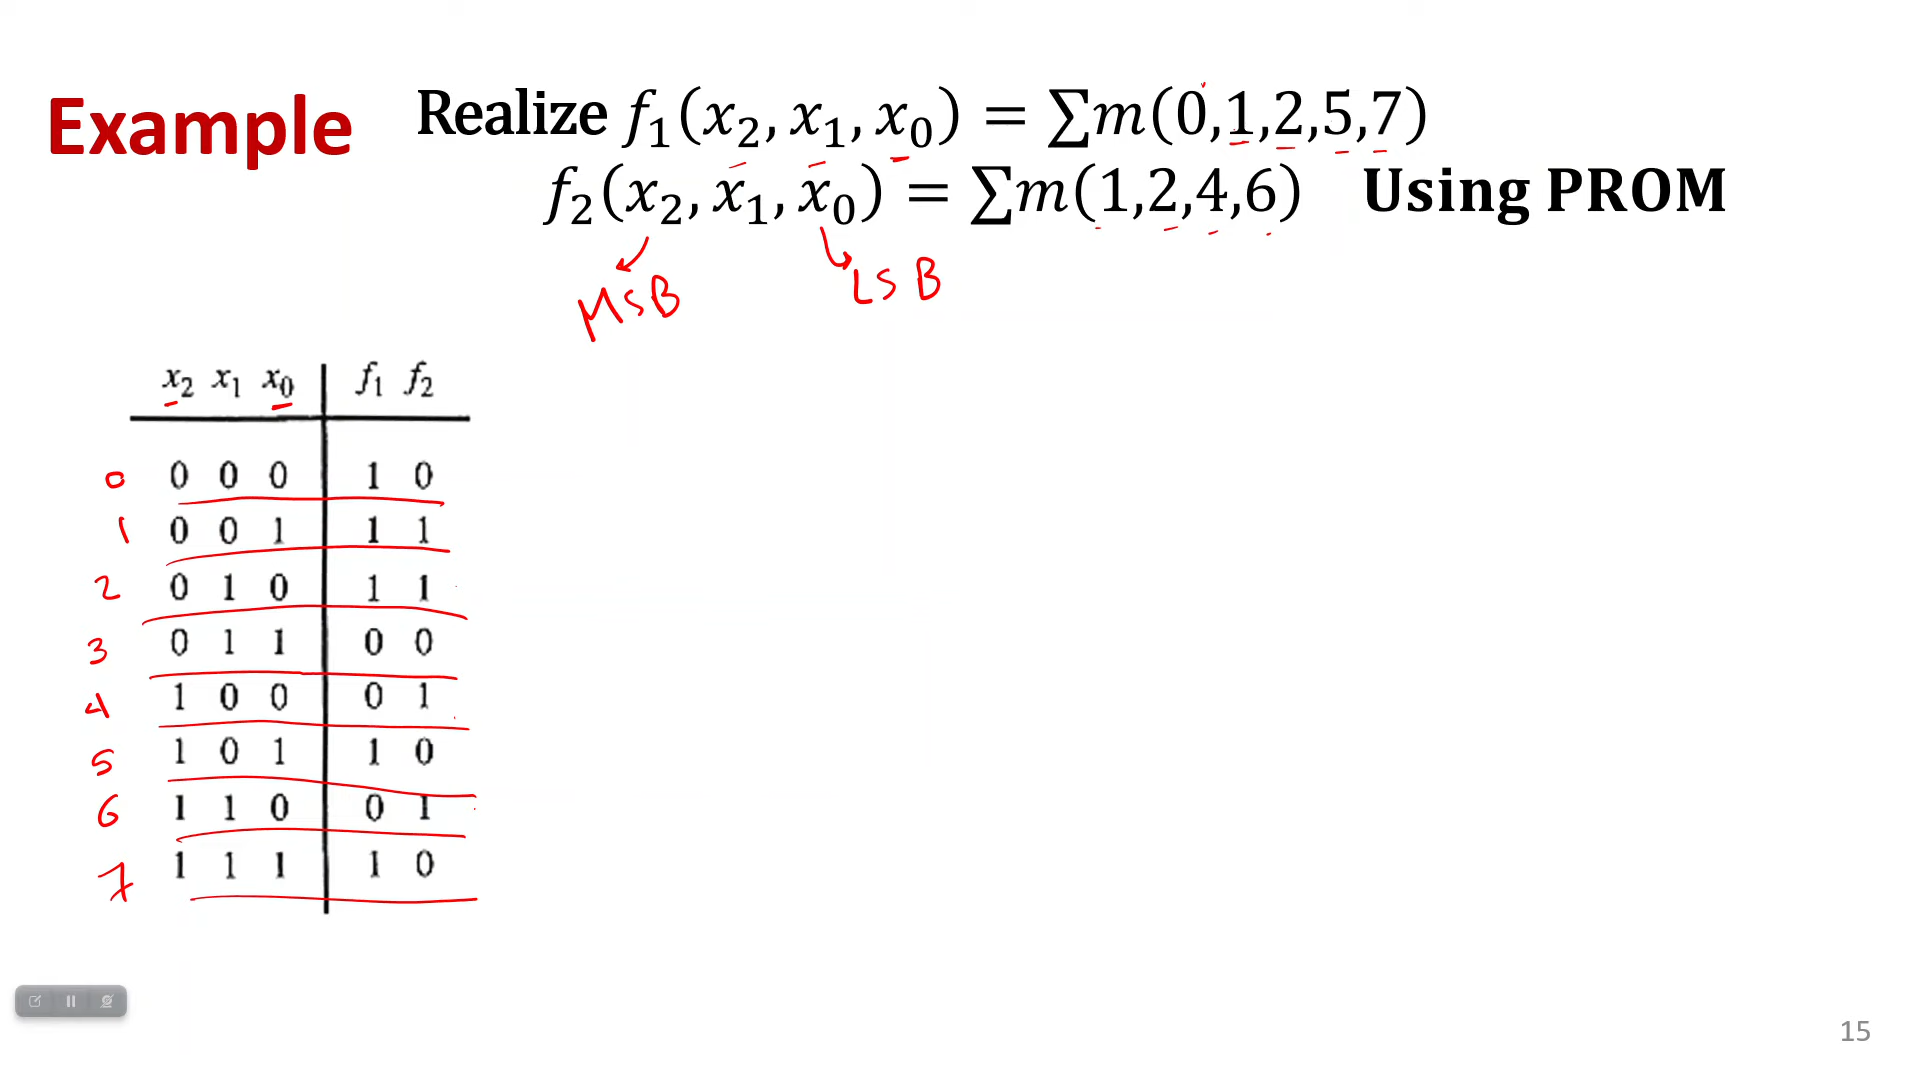 Example
Realize f₁(x₂, x₁, x₀) = ∑m(0,1,2,5,7)
f₂(x₂, x₁, x₀) = ∑m(1,2,4,6) Using PROM
MSB LSB
x₂ x₁ x₀ f₁ f₂
0 0 0 0 1 0
1 0 0 1 1 1
2 0 1 0 1 1
3 0 1 1 0 0
4 1 0 0 0 1
5 1 0 1 1 0
6 1 1 0 0 1
7 1 1 1 1 0
15